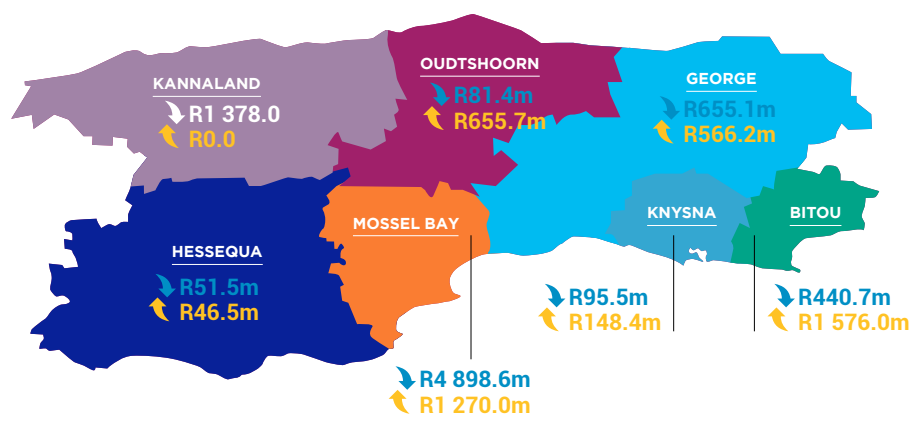 KANNALAND
R1 378.0
R0.0
OUDTSHOORN
R81.4m
R655.7m
GEORGE
R655.1m
R566.2m
HESSEQUA
R51.5m
R46.5m
MOSSEL BAY
R4 898.6m
R1 270.0m
KNYSNA
R95.5m
R148.4m
BITOU
R440.7m
R1 576.0m